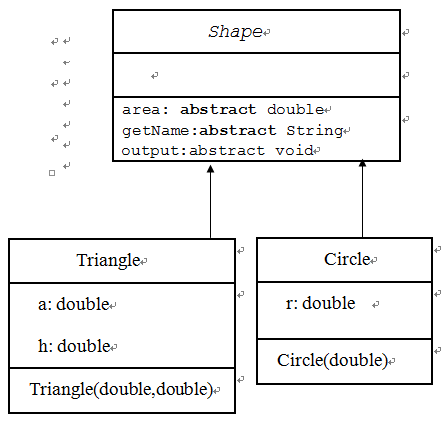 Shape
area: abstract double
getName:abstract String
output:abstract void
Triangle
a: double
h: double
Triangle(double,double)
Circle
r: double
Circle(double)